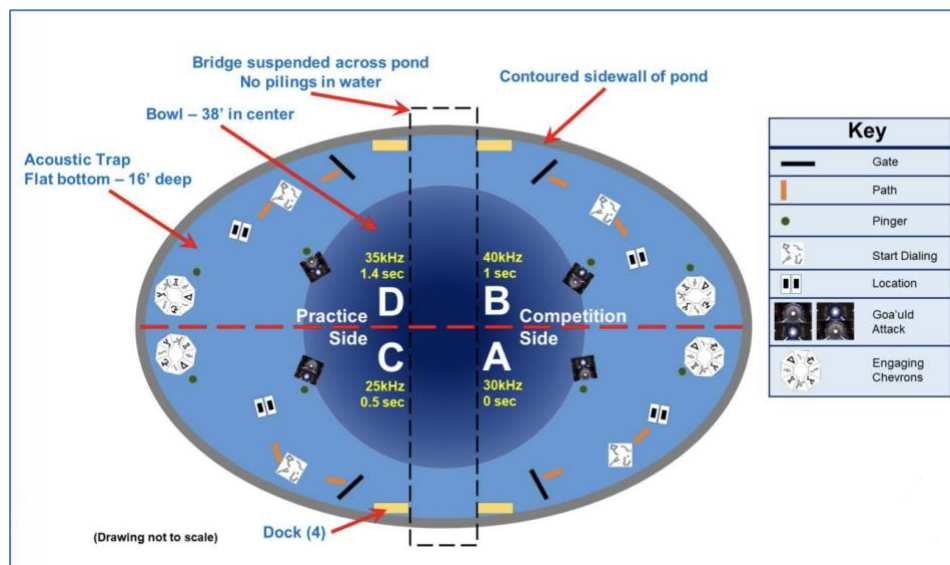 Bridge suspended across pond
No pilings in water
Contoured sidewall of pond
Bowl – 38' in center
Acoustic Trap
Flat bottom – 16' deep
35kHz
1.4 sec
40kHz
1 sec
D
B
Practice
Side
Competition
Side
C
A
25kHz
0.5 sec
30kHz
0 sec
Dock (4)
(Drawing not to scale)
Key
Gate
Path
Pinger
Start Dialing
Location
Goa'uld
Attack
Engaging
Chevrons